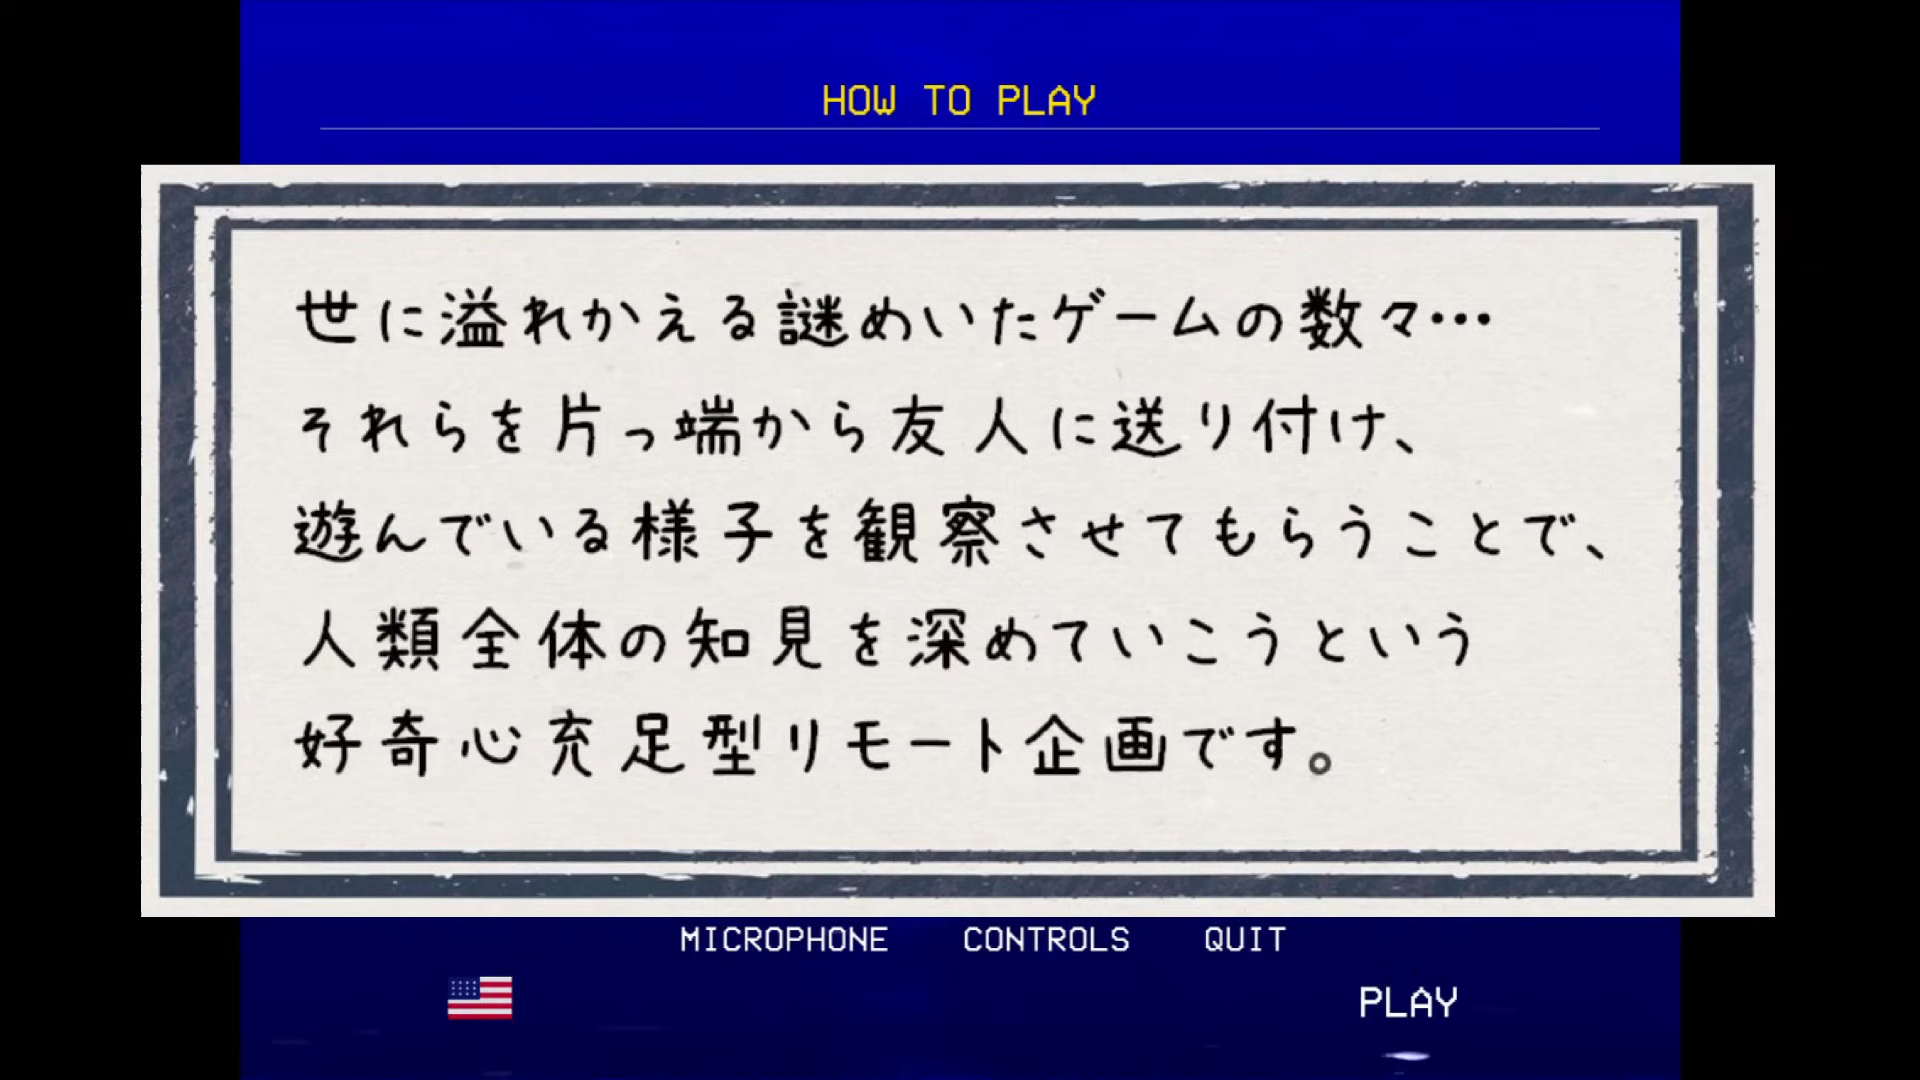 HOW TO PLAY
世に溢れかえる謎めいたゲームの数々…
それらを片っ端から友人に送り付け、
遊んでいる様子を観察させてもらうことで、
人類全体の知見を深めていこうという
好奇心充足型リモート企画です。
MICROPHONE CONTROLS QUIT
PLAY